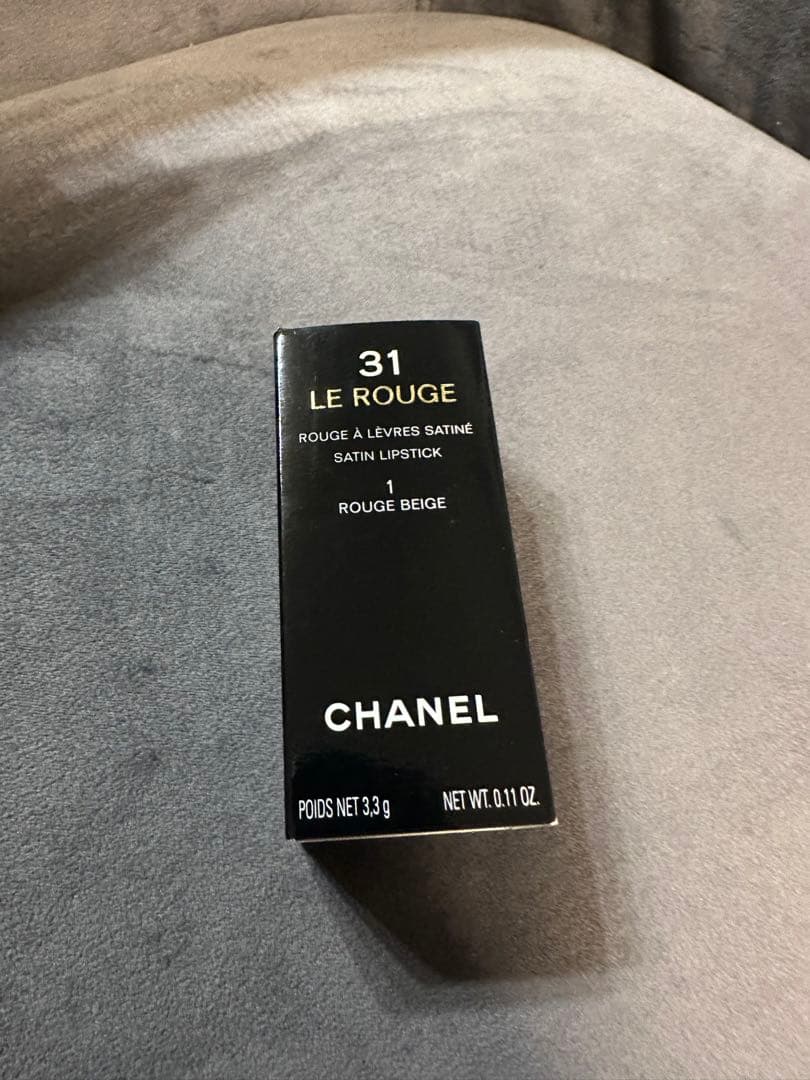 31
LE ROUGE
ROUGE À LÈVRES SATINÉ
SATIN LIPSTICK
1
ROUGE BEIGE
CHANEL
POIDS NET 3,3 g NET WT. 0.11 OZ.